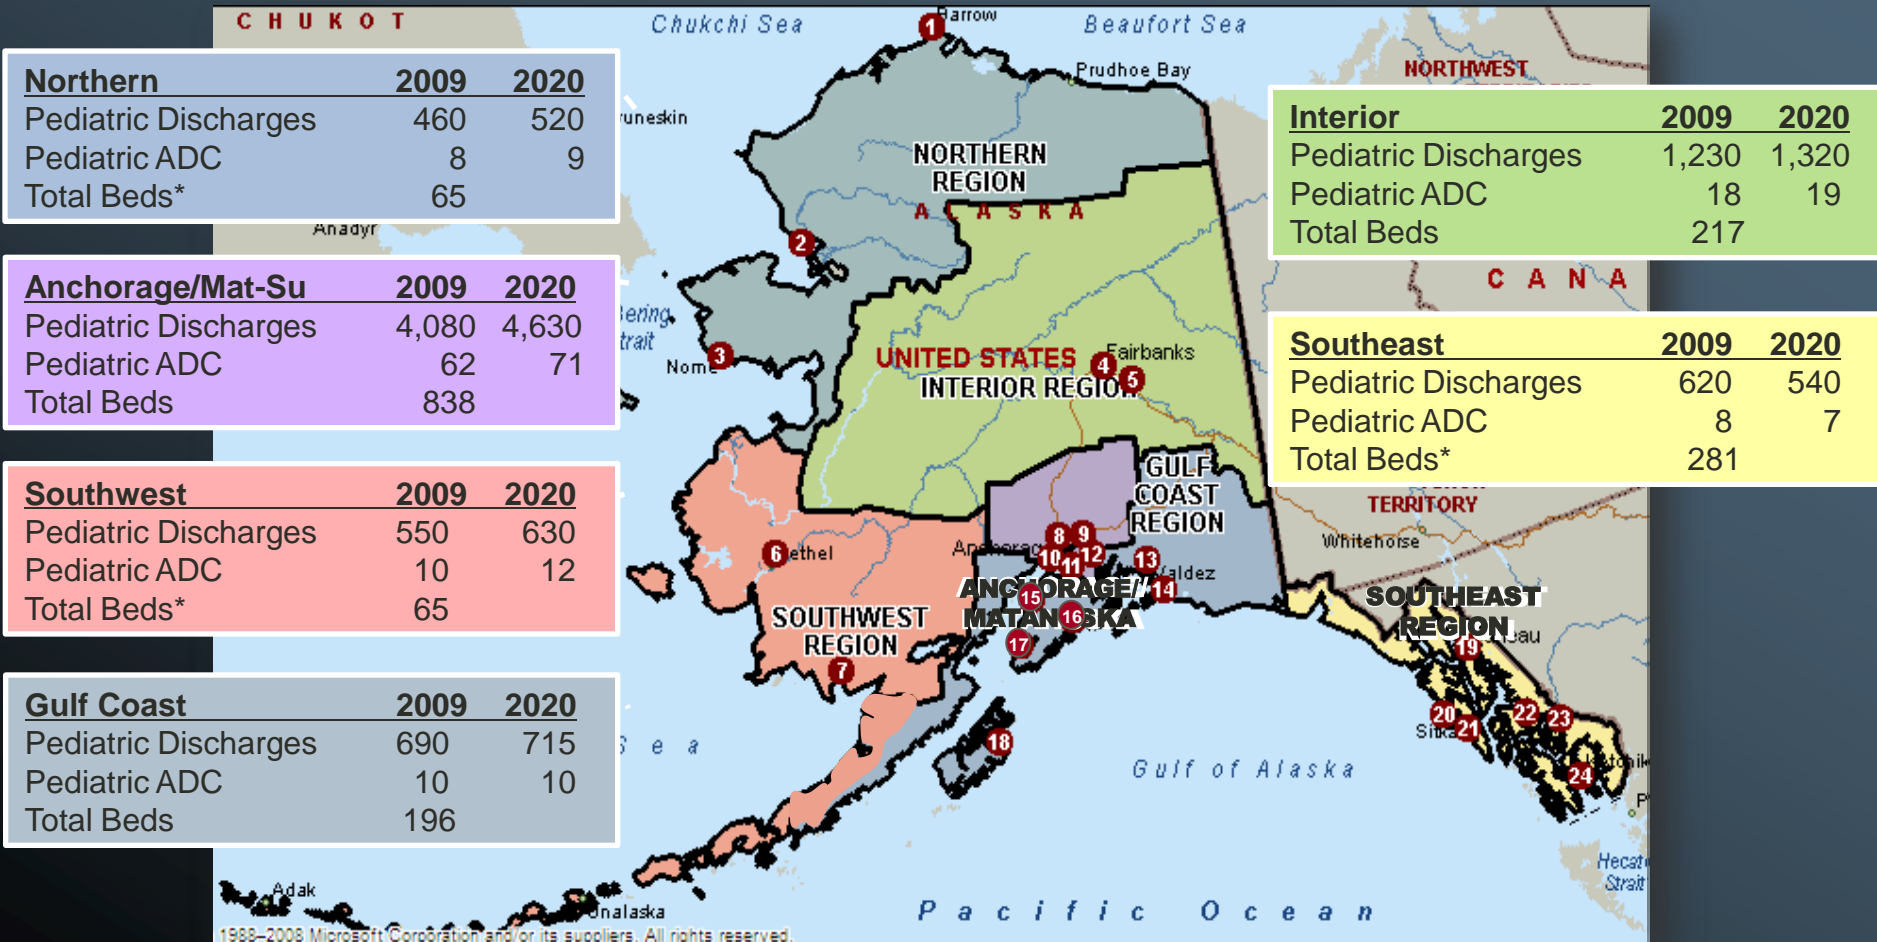 CHUKOT
Chukchi Sea
Barrow
Beaufort Sea
1
Prudhoe Bay
NORTHWEST
Northern 2009 2020
Pediatric Discharges 460 520
Pediatric ADC 8 9
Total Beds* 65
Anadyr
NORTHERN
REGION
ALASKA
2
Interior 2009 2020
Pediatric Discharges 1,230 1,320
Pediatric ADC 18 19
Total Beds 217
CANA
Anchorage/Mat-Su 2009 2020
Pediatric Discharges 4,080 4,630
Pediatric ADC 62 71
Total Beds 838
3
Nome
UNITED STATES
INTERIOR REGION
4
Fairbanks
5
Southeast 2009 2020
Pediatric Discharges 620 540
Pediatric ADC 8 7
Total Beds* 281
TERRITORY
Whitehorse
Southwest 2009 2020
Pediatric Discharges 550 630
Pediatric ADC 10 12
Total Beds* 65
GULF
COAST
REGION
6 ethel
8 9
10 11 12
13
Valdez
14
ANCHORAGE//
MATANUSKA
15
16
17
SOUTHWEST
REGION
7
SOUTHEAST
REGION
19
20
21
22
23
24
Gulf Coast 2009 2020
Pediatric Discharges 690 715
Pediatric ADC 10 10
Total Beds 196
Sea
18
Gulf of Alaska
Hecat
Strait
Adak
Unalaska
Pacific Ocean
1988–2008 Microsoft Corporation and/or its suppliers. All rights reserved.